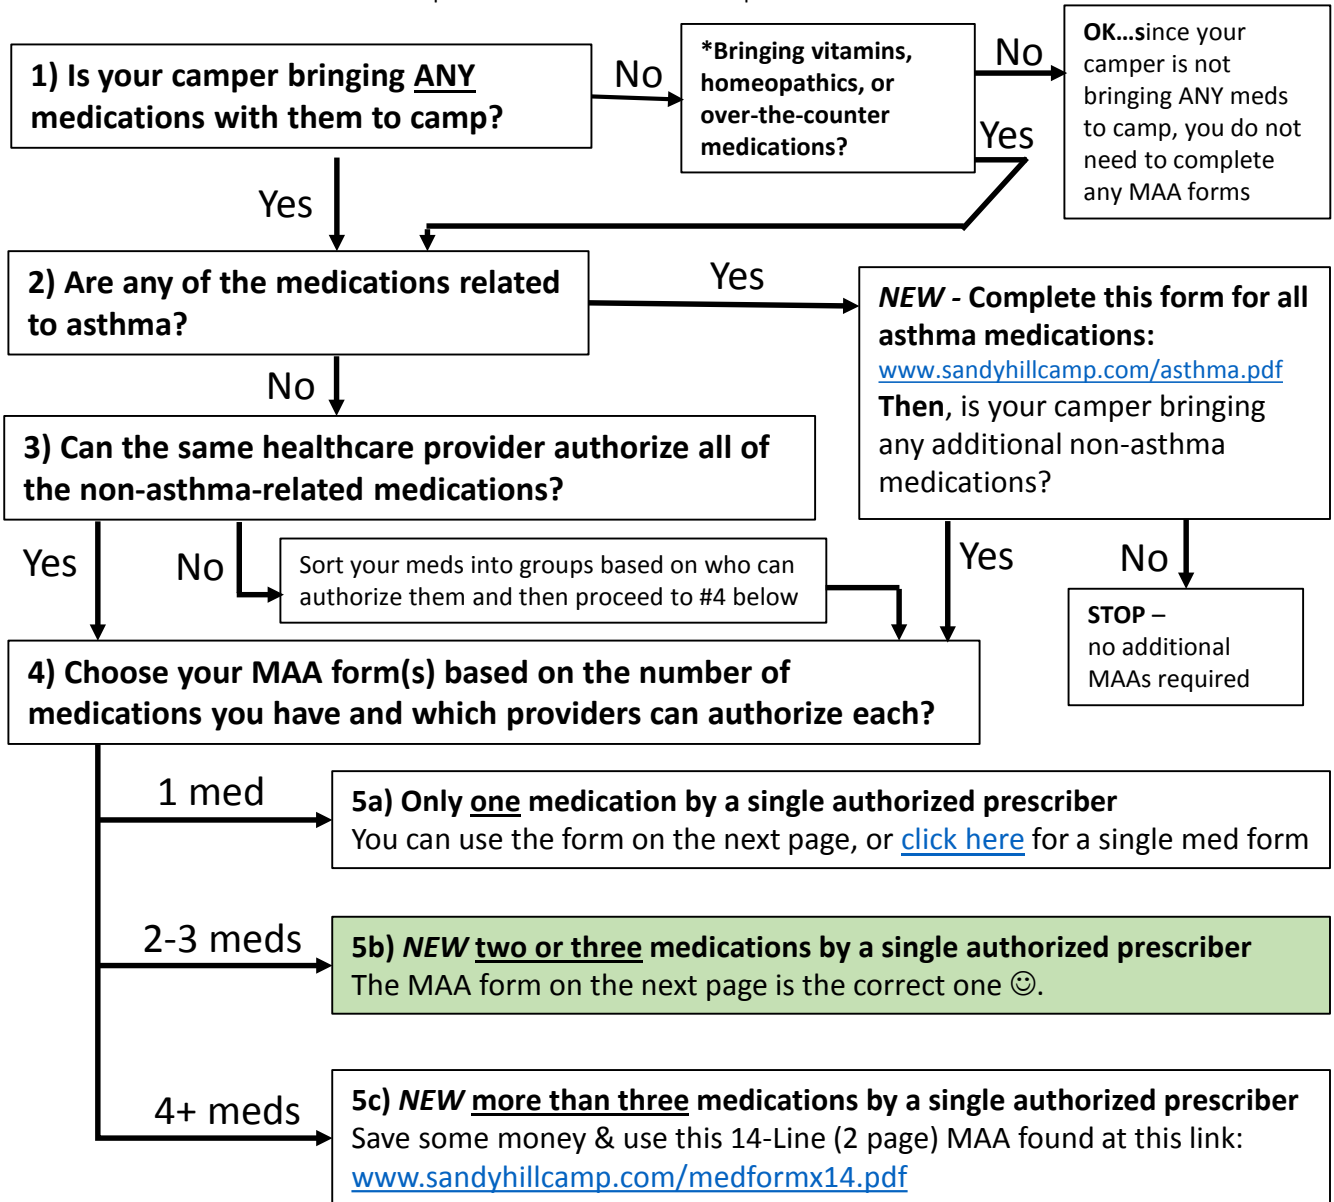 1) Is your camper bringing ANY
medications with them to camp?
No
*Bringing vitamins,
homeopathics, or
over-the-counter
medications?
No
Yes
OK…since your
camper is not
bringing ANY meds
to camp, you do not
need to complete
any MAA forms
Yes
2) Are any of the medications related
to asthma?
Yes
NEW - Complete this form for all
asthma medications:
www.sandyhillcamp.com/asthma.pdf
Then, is your camper bringing
any additional non-asthma
medications?
No
3) Can the same healthcare provider authorize all of
the non-asthma-related medications?
Yes
No
Sort your meds into groups based on who can
authorize them and then proceed to #4 below
Yes
No
STOP –
no additional
MAAs required
4) Choose your MAA form(s) based on the number of
medications you have and which providers can authorize each?
1 med
5a) Only one medication by a single authorized prescriber
You can use the form on the next page, or click here for a single med form
2-3 meds
5b) NEW two or three medications by a single authorized prescriber
The MAA form on the next page is the correct one ☺.
4+ meds
5c) NEW more than three medications by a single authorized prescriber
Save some money & use this 14-Line (2 page) MAA found at this link:
www.sandyhillcamp.com/medformx14.pdf